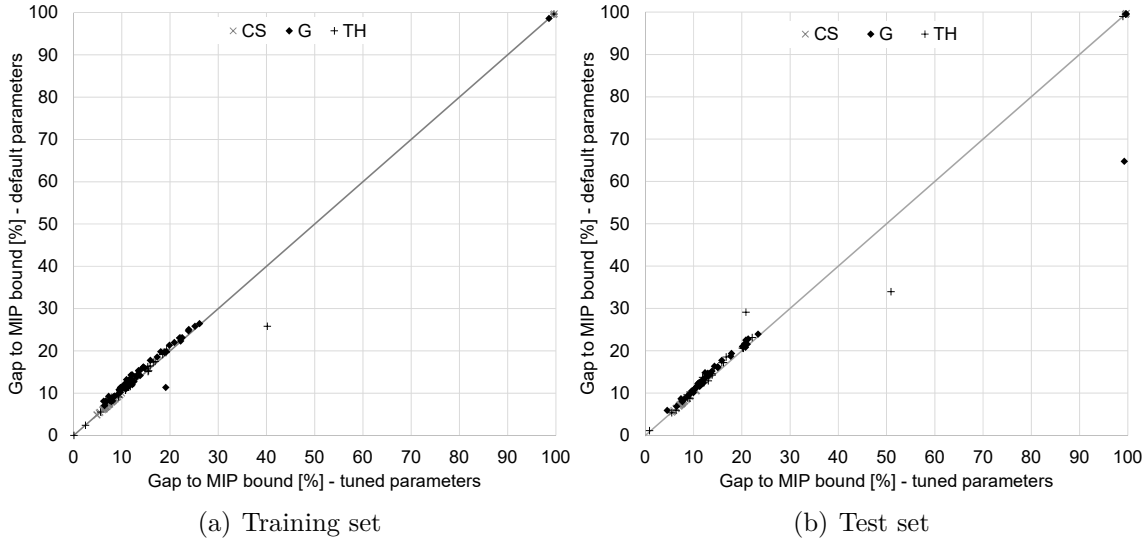 × CS ◆ G + TH
Gap to MIP bound [%] - default parameters
100
90
80
70
60
50
40
30
20
10
0
0 10 20 30 40 50 60 70 80 90 100
Gap to MIP bound [%] - tuned parameters
(a) Training set
× CS ◆ G + TH
Gap to MIP bound [%] - default parameters
100
90
80
70
60
50
40
30
20
10
0
0 10 20 30 40 50 60 70 80 90 100
Gap to MIP bound [%] - tuned parameters
(b) Test set